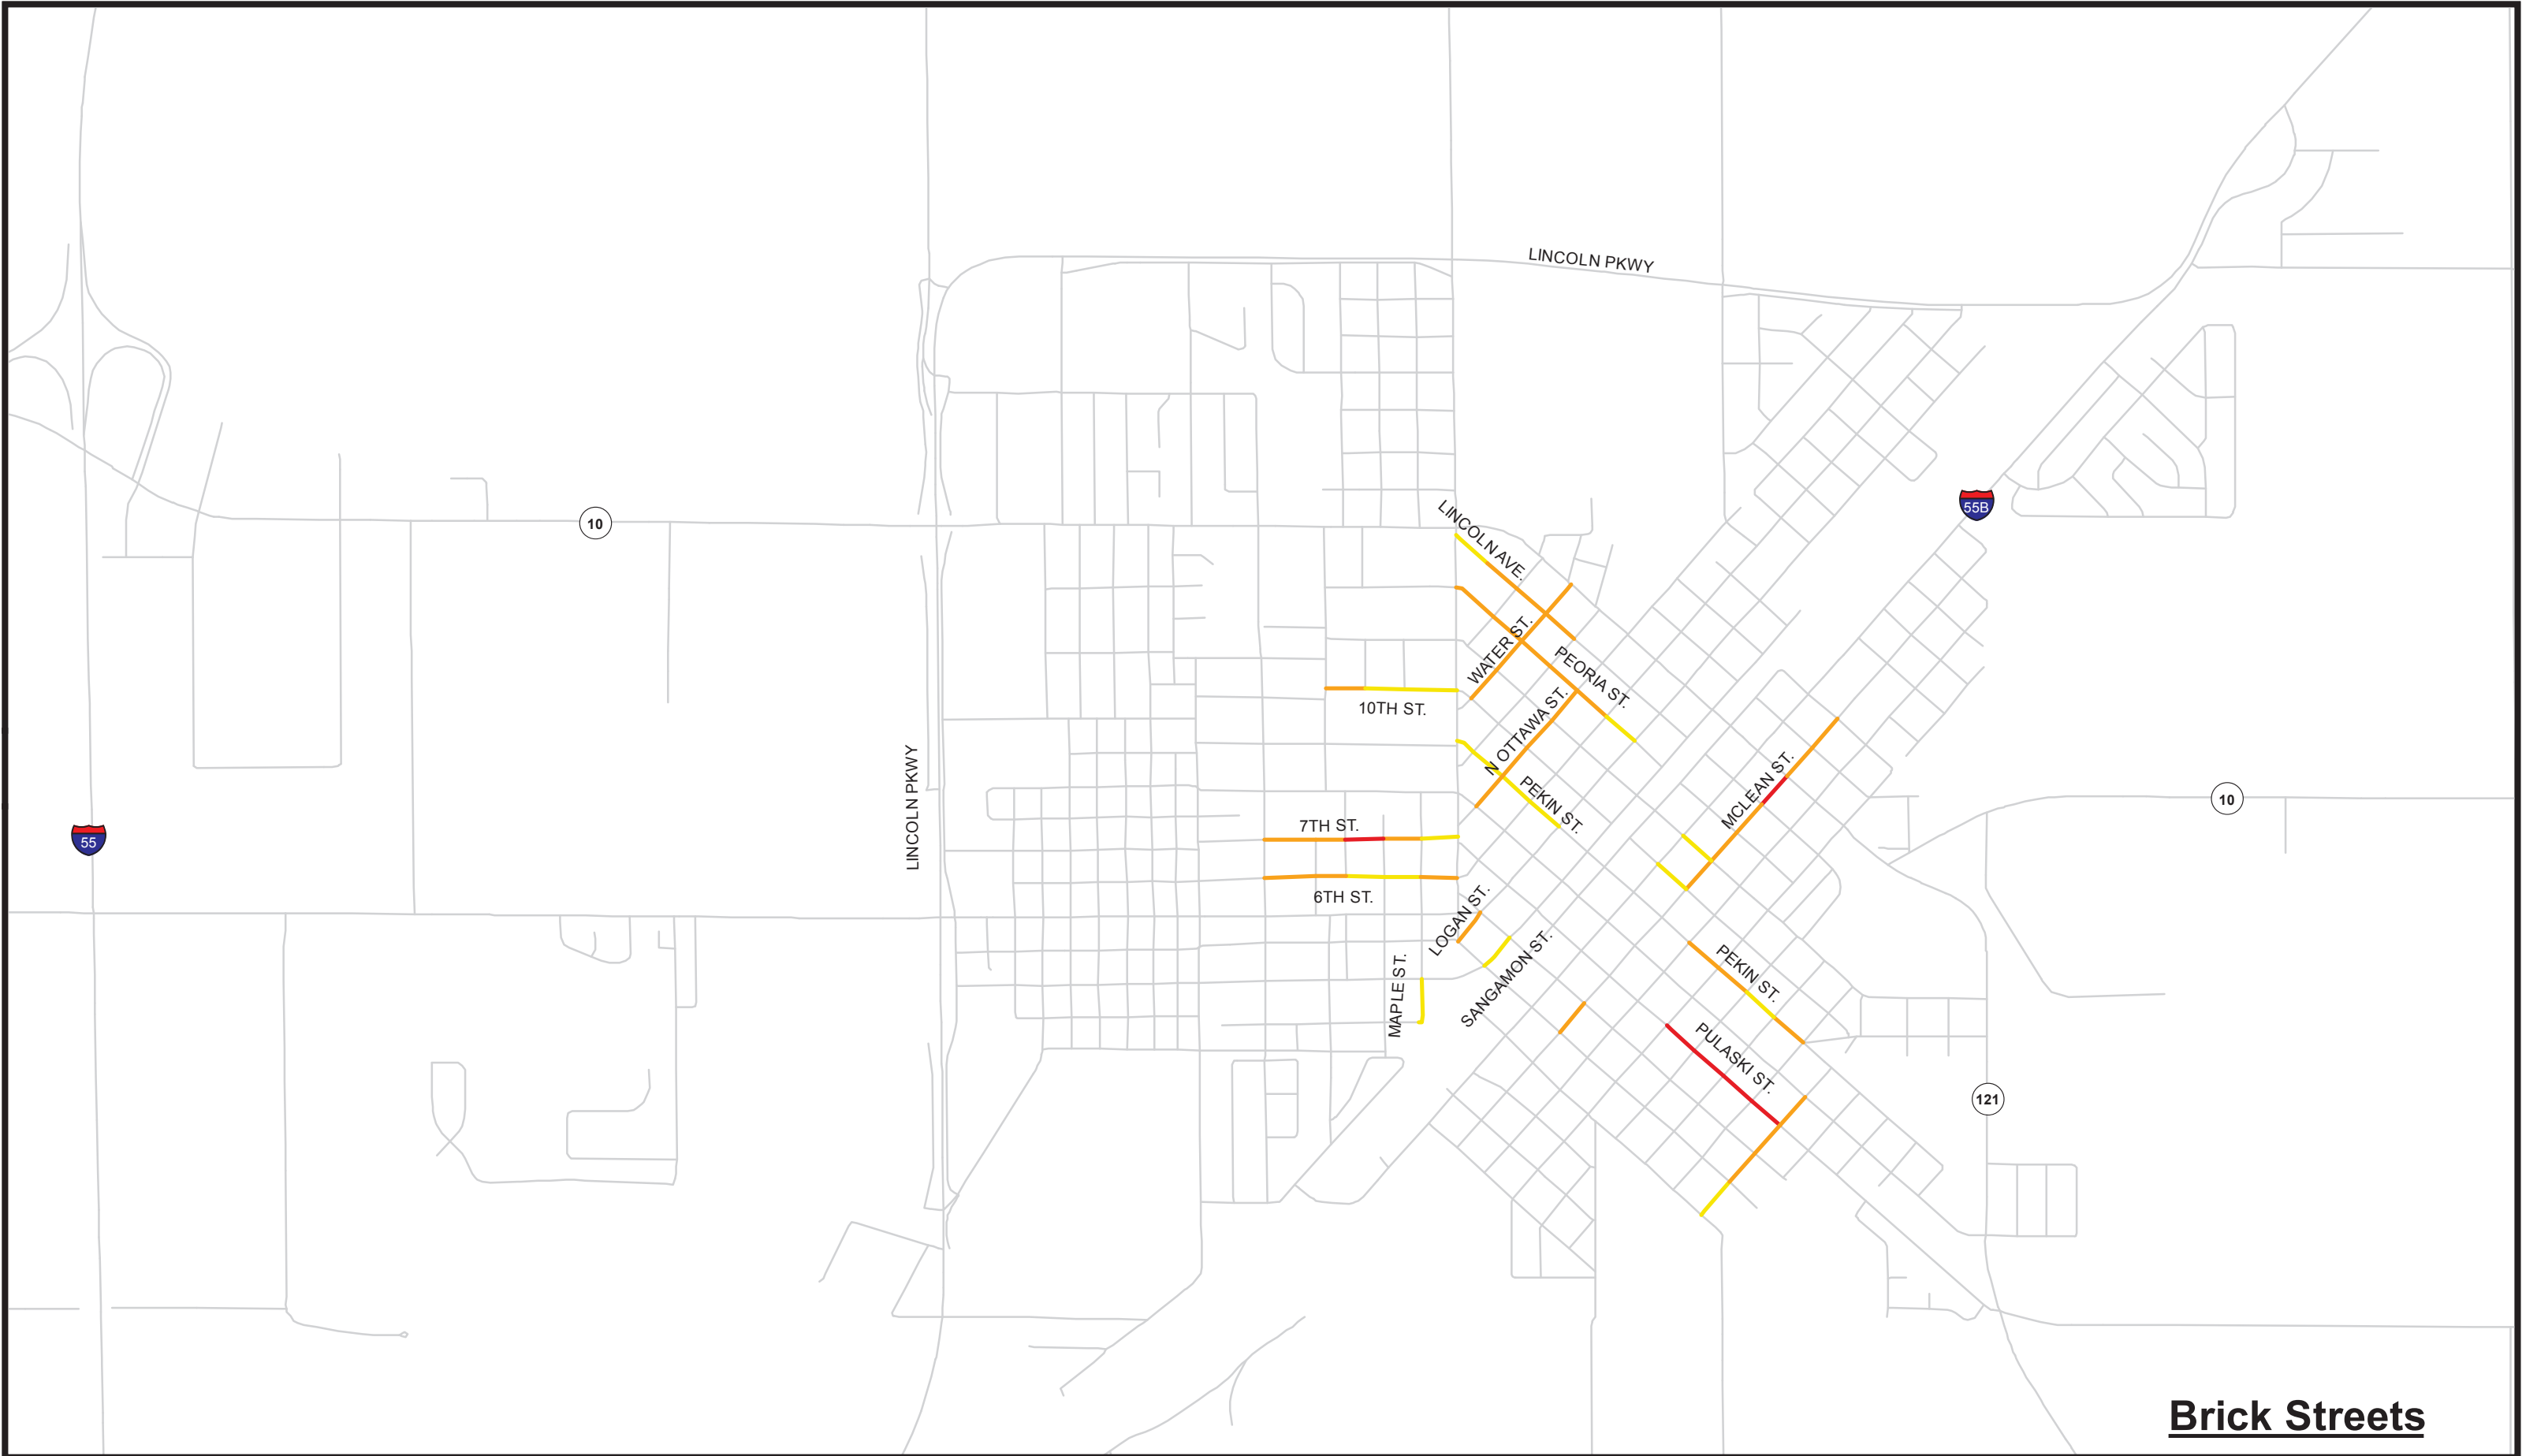 LINCOLN PKWY
55B
LINCOLN AVE.
10
WATER ST.
PEORIA ST.
10TH ST.
N OTTAWA ST.
LINCOLN PKWY
PEKIN ST.
MCLEAN ST.
10
7TH ST.
55
6TH ST.
LOGAN ST.
SANGAMON ST.
MAPLE ST.
PEKIN ST.
PULASKI ST.
121
Brick Streets